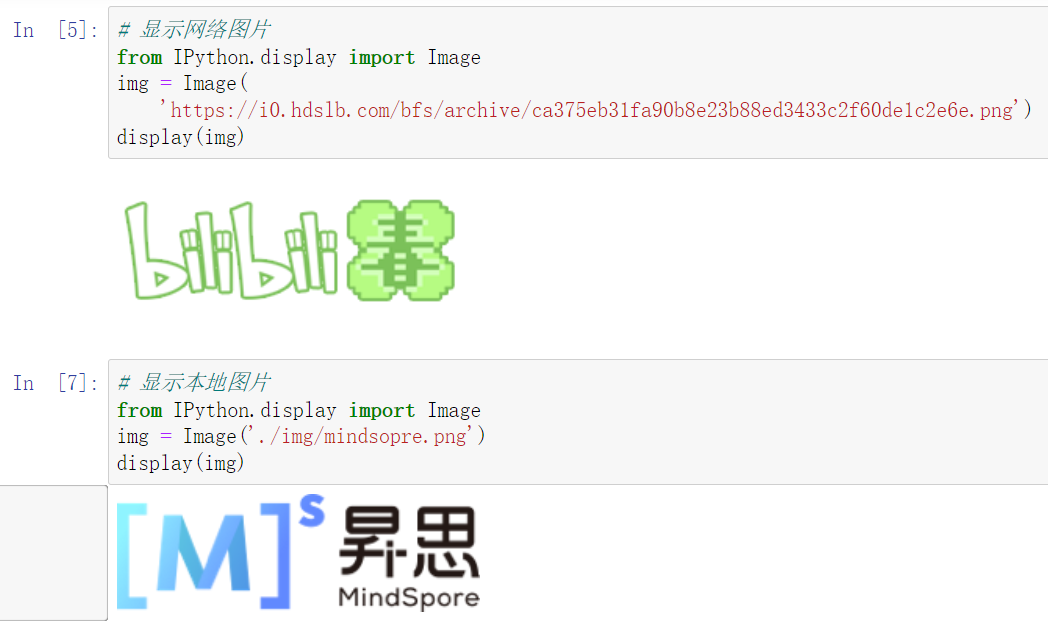 In [5]:
# 显示网络图片
from IPython.display import Image
img = Image(
'https://i0.hdslb.com/bfs/archive/ca375eb31fa90b8e23b88ed3433c2f60de1c2e6e.png')
display(img)
bilibili 春
In [7]:
# 显示本地图片
from IPython.display import Image
img = Image('./img/mindsopre.png')
display(img)
[M]S 昇思
MindSpore